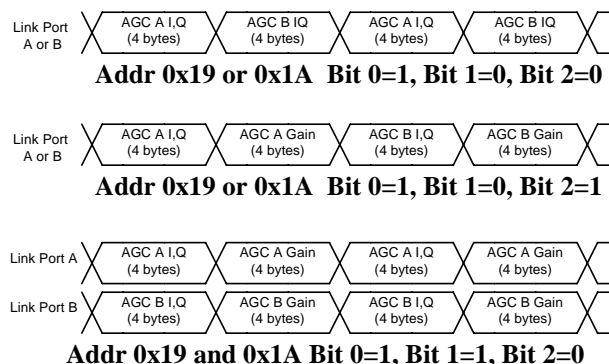 Link Port
A or B
AGC A I,Q
(4 bytes)
AGC B IQ
(4 bytes)
AGC A I,Q
(4 bytes)
AGC B IQ
(4 bytes)
Addr 0x19 or 0x1A Bit 0=1, Bit 1=0, Bit 2=0
Link Port
A or B
AGC A I,Q
(4 bytes)
AGC A Gain
(4 bytes)
AGC B I,Q
(4 bytes)
AGC B Gain
(4 bytes)
Addr 0x19 or 0x1A Bit 0=1, Bit 1=0, Bit 2=1
Link Port A
AGC A I,Q
(4 bytes)
AGC A Gain
(4 bytes)
AGC A I,Q
(4 bytes)
AGC A Gain
(4 bytes)
Link Port B
AGC B I,Q
(4 bytes)
AGC B Gain
(4 bytes)
AGC B I,Q
(4 bytes)
AGC B Gain
(4 bytes)
Addr 0x19 and 0x1A Bit 0=1, Bit 1=1, Bit 2=0